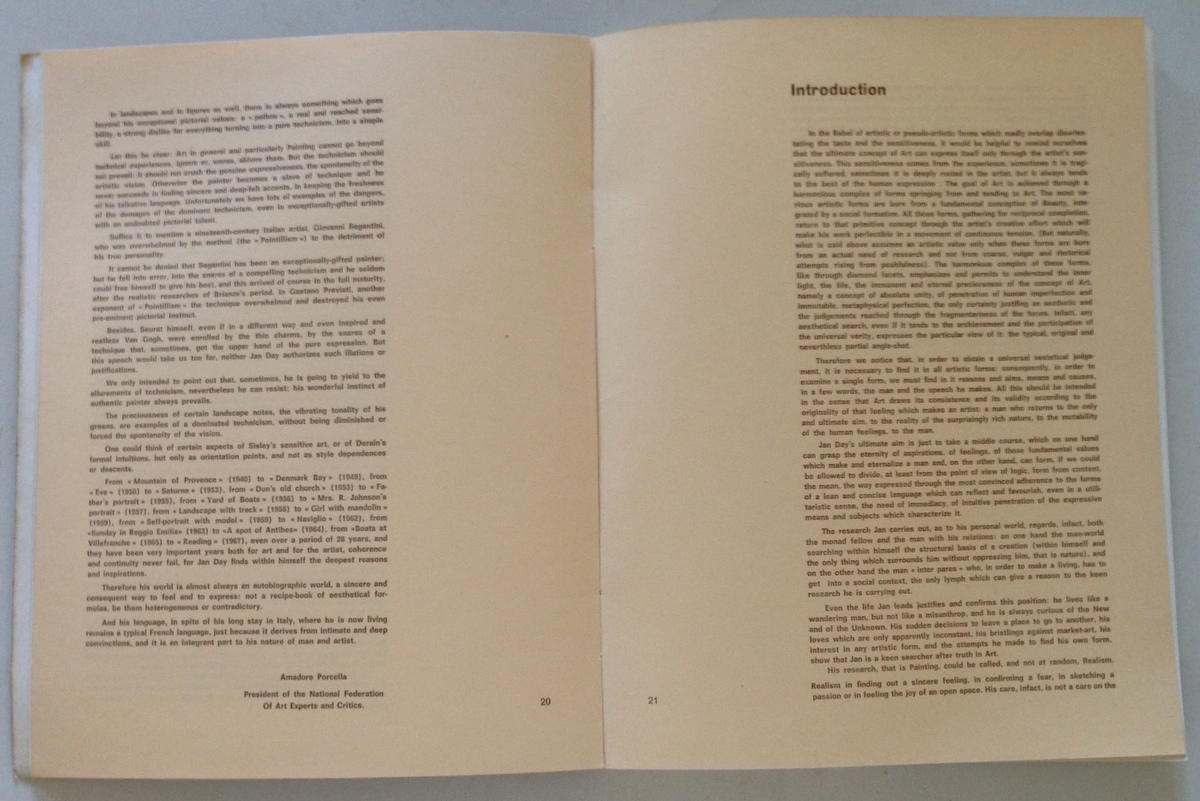 In landscapes and in figures as well, there is always something which goes
beyond his exceptional pictorial values: a « pathos », a real and reached sensi-
bility, a strong dislike for everything turning into a pure technicism, into a simple
skill.
Let this be clear: Art in general and particularly Painting cannot go beyond
technical experiences, ignore or, worse, abhore them. But the technicism should
not prevail: it should not crush the genuine expressiveness, the spontaneity of the
artistic vision. Otherwise the painter becomes a slave of technique and he
never succeeds in finding sincere and deep-felt accents, in keeping the freshness
of his talkative language. Unfortunately we have lots of examples of the dangers,
of the damages of the dominant technicism, even in exceptionally-gifted artists
with an undoubted pictorial talent.
Suffice it to mention a nineteenth-century Italian artist, Giovanni Segantini,
who was overwhelmed by the method (the « Pointillism ») to the detriment of
his true personality.
It cannot be denied that Segantini has been an exceptionally-gifted painter;
but he fell into error, into the snares of a compelling technicism and he seldom
could free himself to give his best, and this arrived of course in the full maturity,
after the realistic researches of Brianza's period. In Gaetano Previati, another
exponent of « Pointillism » the technique overwhelmed and destroyed his even
pre-eminent pictorial instinct.
Besides, Seurat himself, even if in a different way and even inspired and
restless Van Gogh, were enrolled by the thin charms, by the snares of a
technique that, sometimes, got the upper hand of the pure expression. But
this speech would take us too far, neither Jan Day authorizes such illations or
justifications.
We only intended to point out that, sometimes, he is going to yield to the
allurements of technicism, nevertheless he can resist: his wonderful instinct of
authentic painter always prevails.
The preciousness of certain landscape notes, the vibrating tonality of his
greens, are examples of a dominated technicism, without being diminished or
forced the spontaneity of the vision.
One could think of certain aspects of Sisley's sensitive art, or of Derain's
formal intuitions, but only as orientation points, and not as style dependences
or descents.
From « Mountain of Provence » (1940) to « Denmark Bay » (1949), from
« Eve » (1950) to « Saturne » (1953), from « Dun's old church » (1953) to « Fa-
ther's portrait » (1955), from « Yard of Boats » (1956) to « Mrs. R. Johnson's
portrait » (1957), from « Landscape with track » (1958) to « Girl with mandolin »
(1959), from « Self-portrait with model » (1959) to « Naviglio » (1962), from
«Sunday in Reggio Emilia» (1963) to «A spot of Antibes» (1964), from «Boats at
Villefranche » (1965) to « Reading » (1967), even over a period of 28 years, and
they have been very important years both for art and for the artist, coherence
and continuity never fail, for Jan Day finds within himself the deepest reasons
and inspirations.
Therefore his world is almost always an autobiographic world, a sincere and
consequent way to feel and to express: not a recipe-book of aesthatical for-
mulas, be them heterogeneous or contradictory.
And his language, in spite of his long stay in Italy, where he is now living
remains a typical French language, just because it derives from intimate and deep
convinctions, and it is an integrant part to his nature of man and artist.
Amadore Porcella
President of the National Federation
Of Art Experts and Critics.
20
Introduction
In the Babel of artistic or pseudo-artistic forms which madly overlap disorien-
tating the taste and the sensitiveness, it would be helpful to remind ourselves
that the ultimate concept of Art can express itself only through the artist's sen-
sitiveness. This sensitiveness comes from the experience, sometimes it is tragi-
cally suffered, sometimes it is deeply rooted in the artist, but it always tends
to the best of the human expression . The goal of Art is achieved through a
harmonious complex of forms springing from and tending to Art. The most va-
rious artistic forms are born from a fundamental conception of Beauty, inte-
grated by a social formation. All these forms, gathering for reciprocal completion,
return to that primitive concept through the artist's creative effort which will
make his work perfectible in a movement of continuous tension. (But naturally,
what is said above assumes an artistic value only when these forms are born
from an actual need of research and not from coarse, vulgar and rhetorical
attempts rising from pushfulness). The harmonious complex of these forms,
like through diamond facets, emphasizes and permits to understand the inner
light, the life, the immanent and eternal preciousness of the concept of Art,
namely a concept of absolute unity, of penetration of human imperfection and
immutable, metaphysical perfection, the only certainty justifing an aesthetic and
the judgements reached through the fragmentariness of the forms. Infact, any
aesthetical search, even if it tends to the archievement and the participation of
the universal verity, expresses the particular view of it: the typical, original and
neverthless partial angle-shot.
Therefore we notice that, in order to obtain a universal aestetical judge-
ment, it is necessary to find it in all artistic forms: consequently, in order to
examine a single form, we must find in it reasons and aims, means and causes,
in a few words, the man and the speech he makes. All this should be intended
in the sense that Art draws its consistence and its validity according to the
originality of that feeling which makes an artist: a man who returns to the only
and ultimate aim, to the reality of the surprisingly rich nature, to the mutability
of the human feelings, to the man.
Jan Day's ultimate aim is just to take a middle course, which on one hand
can grasp the eternity of aspirations, of feelings, of those fundamental values
which make and eternalize a man and, on the other hand, can form, if we could
be allowed to divide, at least from the point of view of logic, form from content,
the mean, the way expressed through the most convinced adherence to the forms
of a lean and concise language which can reflect and favourish, even in a utili-
taristic sense, the need of immediacy, of intuitive penetration of the expressive
means and subjects which characterize it.
The research Jan carries out, as to his personal world, regards, infact, both
the monad fellow and the man with his relations: on one hand the man-world
searching within himself the structural basis of a creation (within himself and
the only thing which surrounds him without oppressing him, that is nature), and
on the other hand the man « inter pares » who, in order to make a living, has to
get into a social context, the only lymph which can give a reason to the keen
research he is carrying out.
Even the life Jan leads justifies and confirms this position: he lives like a
wandering man, but not like a misanthrop, and he is always curious of the New
and of the Unknown. His sudden decisions to leave a place to go to another, his
loves which are only apparently inconstant, his bristlings against market-art, his
interest in any artistic form, and the attempts he made to find his own form,
show that Jan is a keen searcher after truth in Art.
His research, that is Painting, could be called, and not at random, Realism.
Realism in finding out a sincere feeling, in confirming a fear, in sketching a
passion or in feeling the joy of an open space. His care, infact, is not a care on the
21